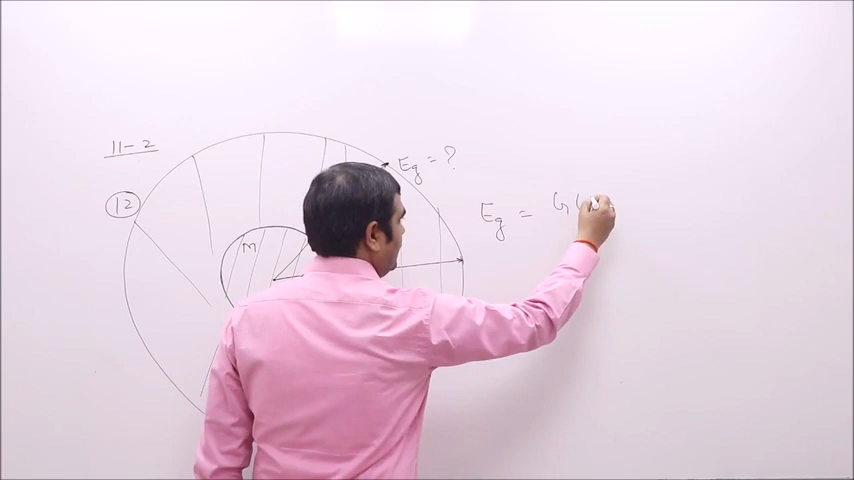 11-2
12
Eg = ?
M
Eg = G(